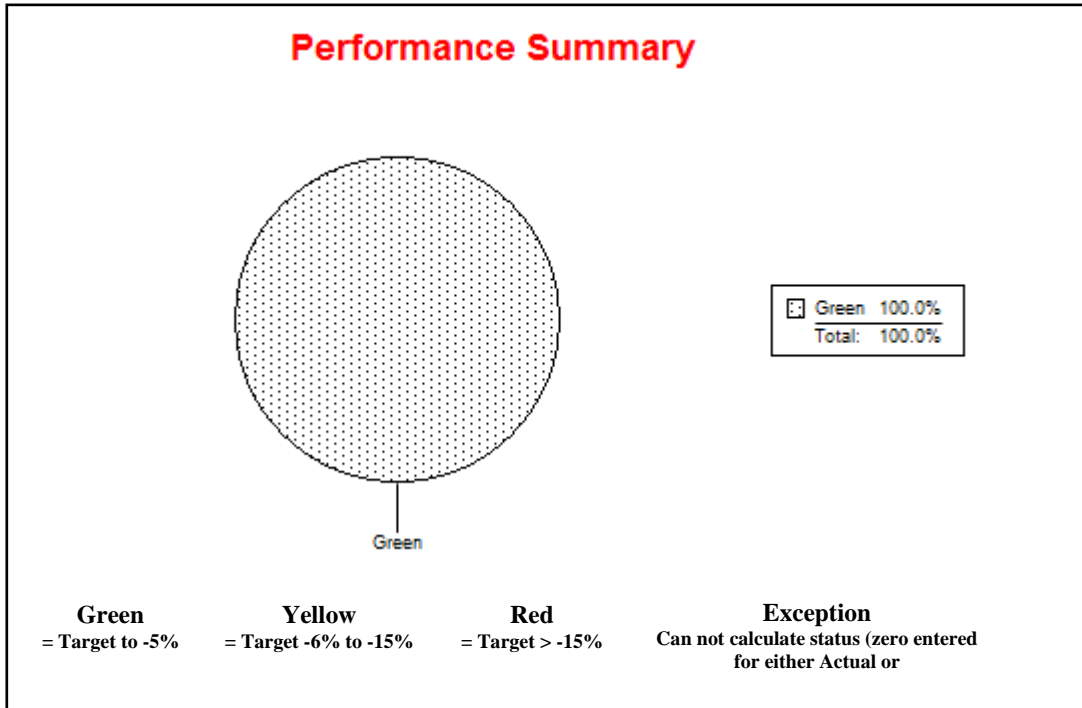 Performance Summary
Green 100.0%
Total: 100.0%
Green
Green
= Target to -5%
Yellow
= Target -6% to -15%
Red
= Target > -15%
Exception
Can not calculate status (zero entered
for either Actual or